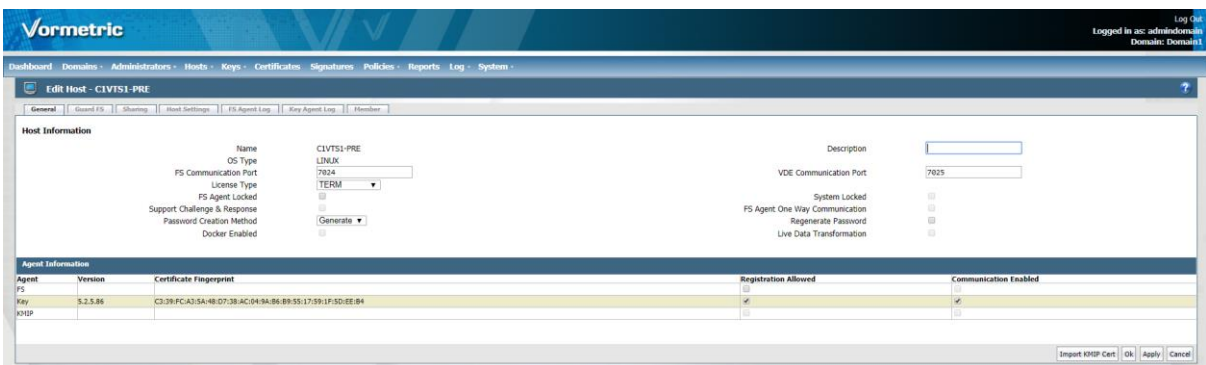 Vormetric
Log Out
Logged in as: admindomain
Domain: Domain1
Dashboard Domains Administrators Hosts Keys Certificates Signatures Policies Reports Log System
Edit Host - C1VTS1-PRE ?
General Guard FS Sharing Host Settings FS Agent Log Key Agent Log Member
Host Information
Name C1VTS1-PRE Description
OS Type LINUX
FS Communication Port 7024 VDE Communication Port 7025
License Type TERM
FS Agent Locked System Locked
Support Challenge & Response FS Agent One Way Communication
Password Creation Method Generate Regenerate Password
Docker Enabled Live Data Transformation
Agent Information
Agent Version Certificate Fingerprint Registration Allowed Communication Enabled
FS
Key 5.2.5.86 C3:39:FC:A3:5A:48:D7:38:AC:04:9A:B6:B9:55:17:59:1F:5D:EE:B4
KMIP
Import KMIP Cert Ok Apply Cancel